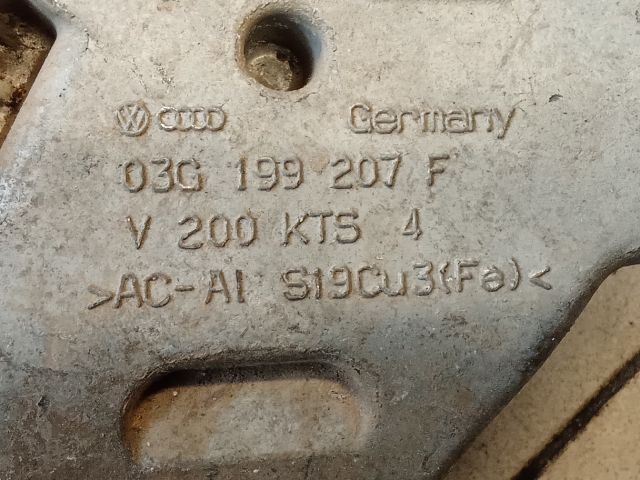 Germany
03G 199 207 F
V 200 KTS 4
>AC-Al Si9Cu3(Fe)<